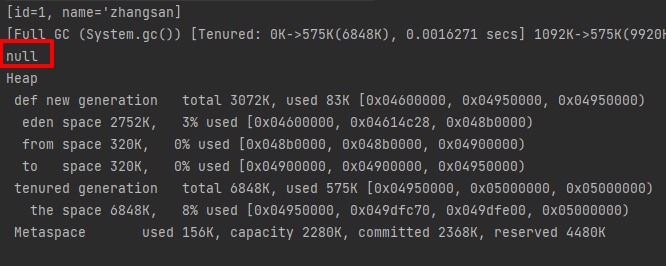 [id=1, name='zhangsan]
[Full GC (System.gc()) [Tenured: 0K->575K(6848K), 0.0016271 secs] 1092K->575K(9920K
null
Heap
def new generation   total 3072K, used 83K [0x04600000, 0x04950000, 0x04950000)
eden space 2752K,   3% used [0x04600000, 0x04614c28, 0x048b0000)
from space 320K,   0% used [0x048b0000, 0x048b0000, 0x04900000)
to   space 320K,   0% used [0x04900000, 0x04900000, 0x04950000)
tenured generation   total 6848K, used 575K [0x04950000, 0x05000000, 0x05000000)
the space 6848K,   8% used [0x04950000, 0x049dfc70, 0x049dfe00, 0x05000000)
Metaspace       used 156K, capacity 2280K, committed 2368K, reserved 4480K